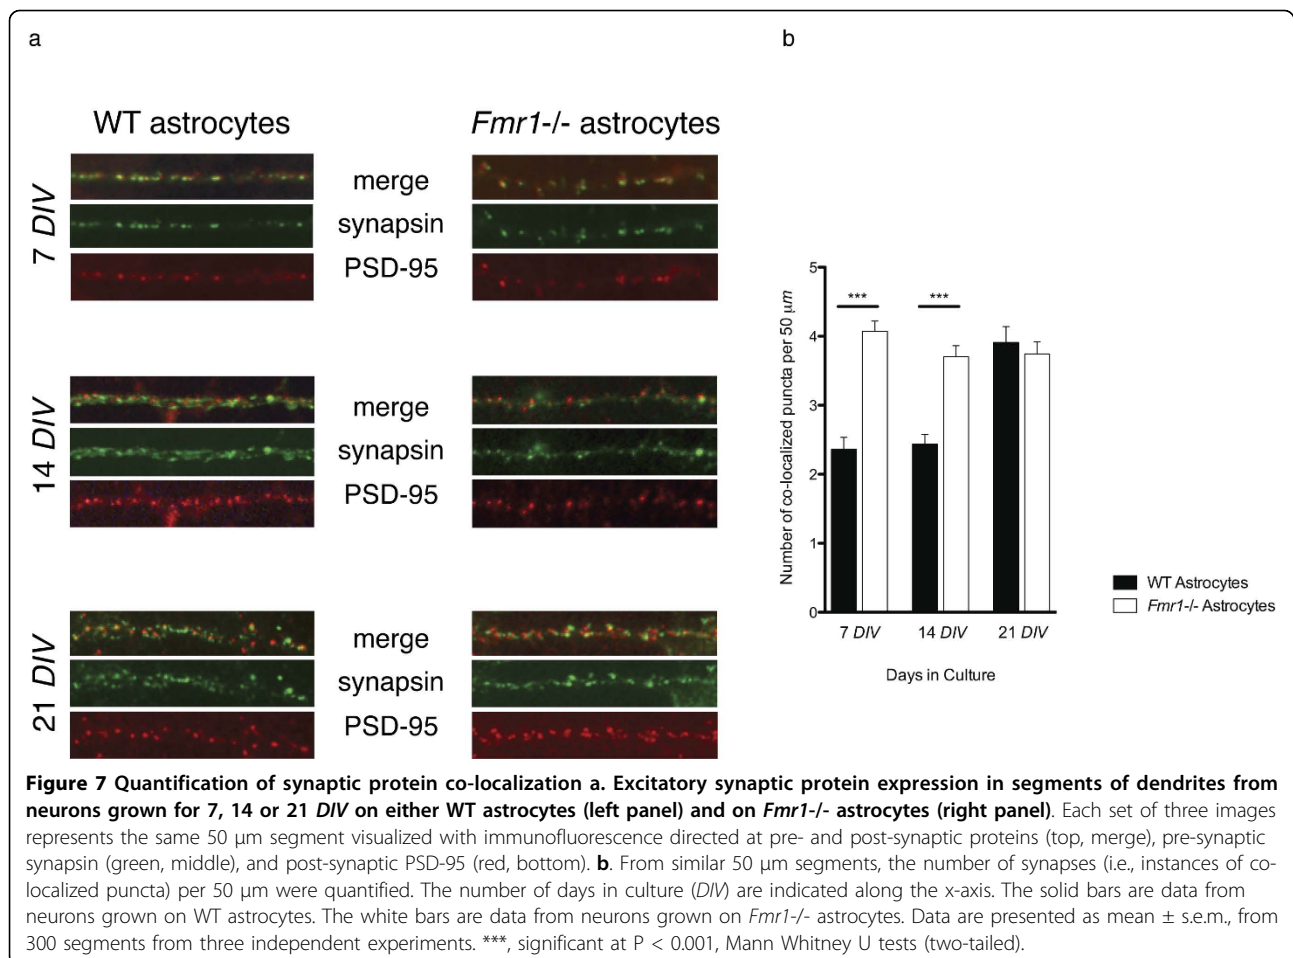 a
b
WT astrocytes
Fmr1-/- astrocytes
7 DIV
merge
synapsin
PSD-95
14 DIV
merge
synapsin
PSD-95
21 DIV
merge
synapsin
PSD-95
Number of co-localized puncta per 50 μm
5
4
3
2
1
0
***
***
7 DIV
14 DIV
21 DIV
Days in Culture
WT Astrocytes
Fmr1-/- Astrocytes
Figure 7 Quantification of synaptic protein co-localization a. Excitatory synaptic protein expression in segments of dendrites from
neurons grown for 7, 14 or 21 DIV on either WT astrocytes (left panel) and on Fmr1-/- astrocytes (right panel). Each set of three images
represents the same 50 μm segment visualized with immunofluorescence directed at pre- and post-synaptic proteins (top, merge), pre-synaptic
synapsin (green, middle), and post-synaptic PSD-95 (red, bottom). b. From similar 50 μm segments, the number of synapses (i.e., instances of co-
localized puncta) per 50 μm were quantified. The number of days in culture (DIV) are indicated along the x-axis. The solid bars are data from
neurons grown on WT astrocytes. The white bars are data from neurons grown on Fmr1-/- astrocytes. Data are presented as mean ± s.e.m., from
300 segments from three independent experiments. ***, significant at P < 0.001, Mann Whitney U tests (two-tailed).